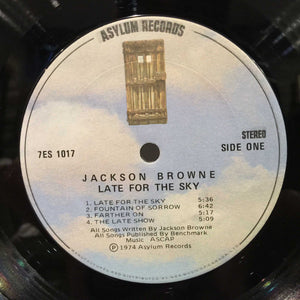 ASYLUM RECORDS
7ES 1017
STEREO
SIDE ONE
JACKSON BROWNE
LATE FOR THE SKY
1. LATE FOR THE SKY 5:36
2. FOUNTAIN OF SORROW 6:42
3. FARTHER ON 5:17
4. THE LATE SHOW 5:09
All Songs Written By Jackson Browne
All Songs Published By Benchmark
Music ASCAP
℗ 1974 Asylum Records